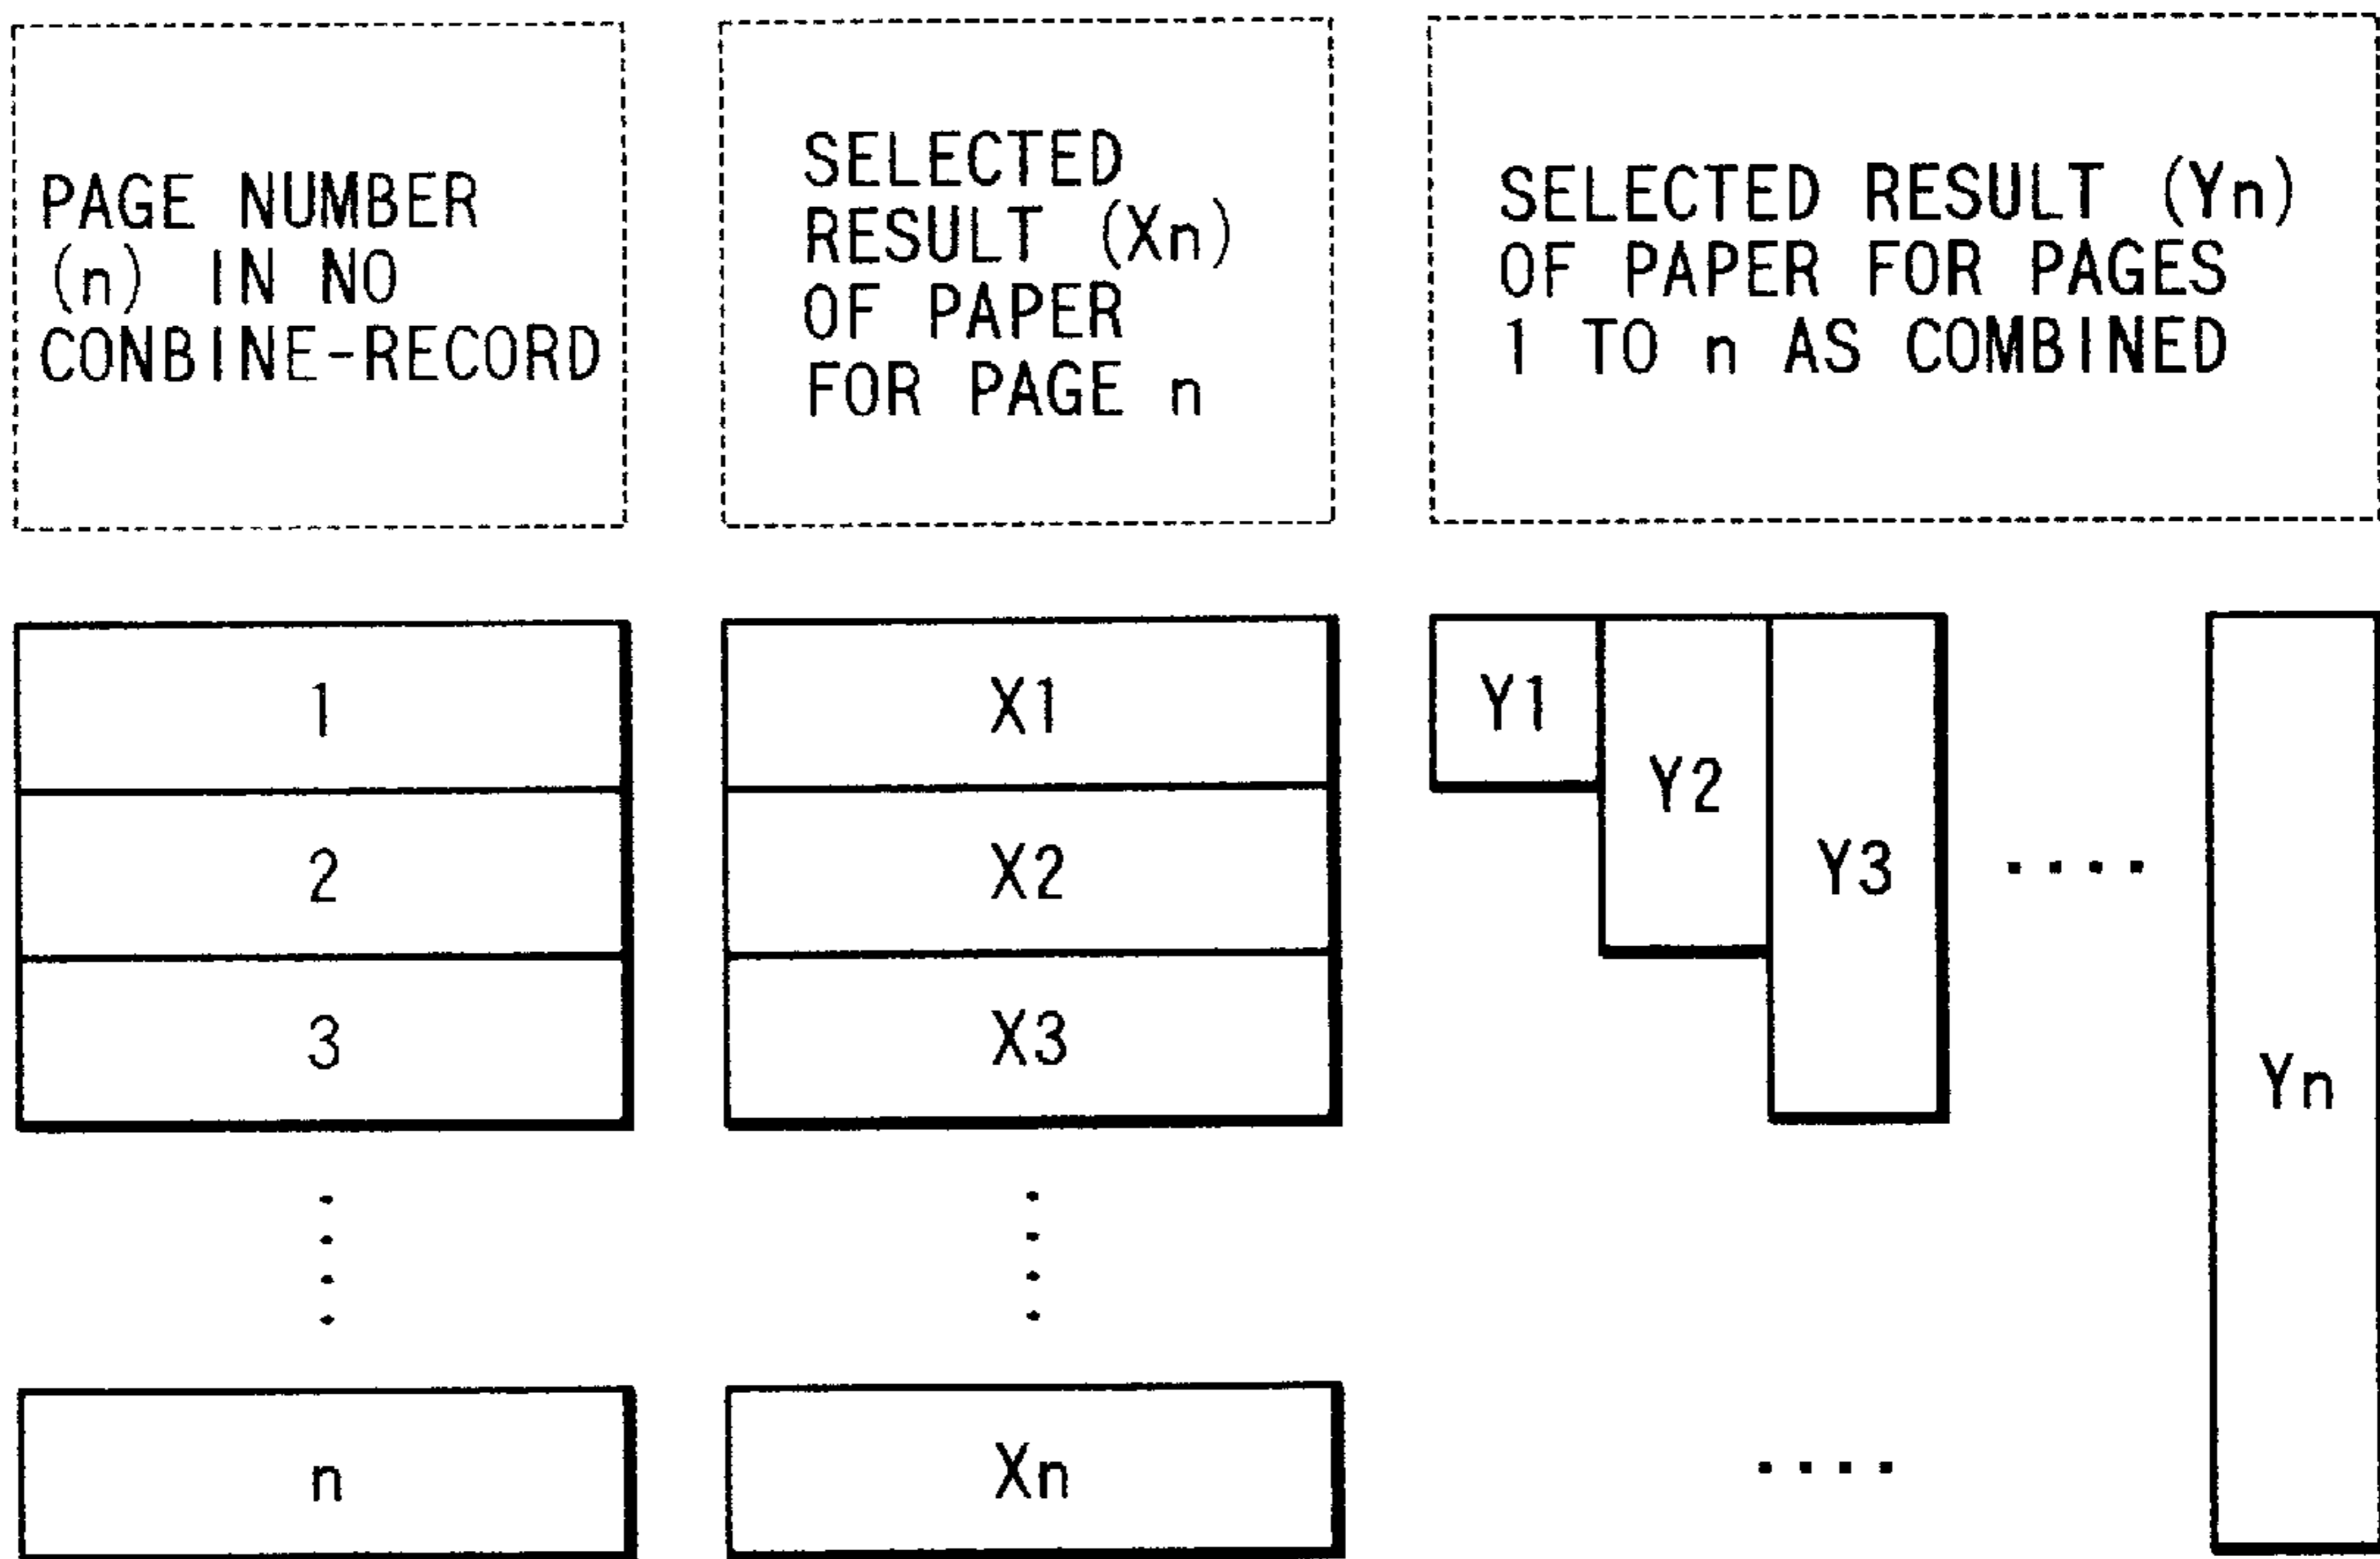 PAGE NUMBER
(n) IN NO
CONBINE-RECORD
SELECTED
RESULT (Xn)
OF PAPER
FOR PAGE n
SELECTED RESULT (Yn)
OF PAPER FOR PAGES
1 TO n AS COMBINED
1
X1
Y1
Y2
2
X2
Y3
....
3
X3
Yn
n
Xn
....